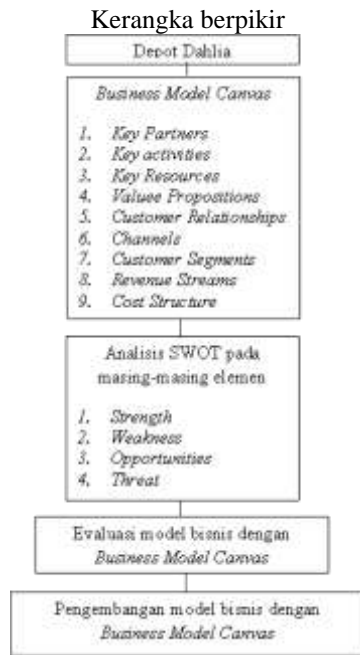 Kerangka berpikir
Depot Dahlia
Business Model Canvas
1. Key Partners
2. Key activities
3. Key Resources
4. Valuee Propositions
5. Customer Relationships
6. Channels
7. Customer Segments
8. Revenue Streams
9. Cost Structure
Analisis SWOT pada
masing-masing elemen
1. Strength
2. Weakness
3. Opportunities
4. Threat
Evaluasi model bisnis dengan
Business Model Canvas
Pengembangan model bisnis dengan
Business Model Canvas